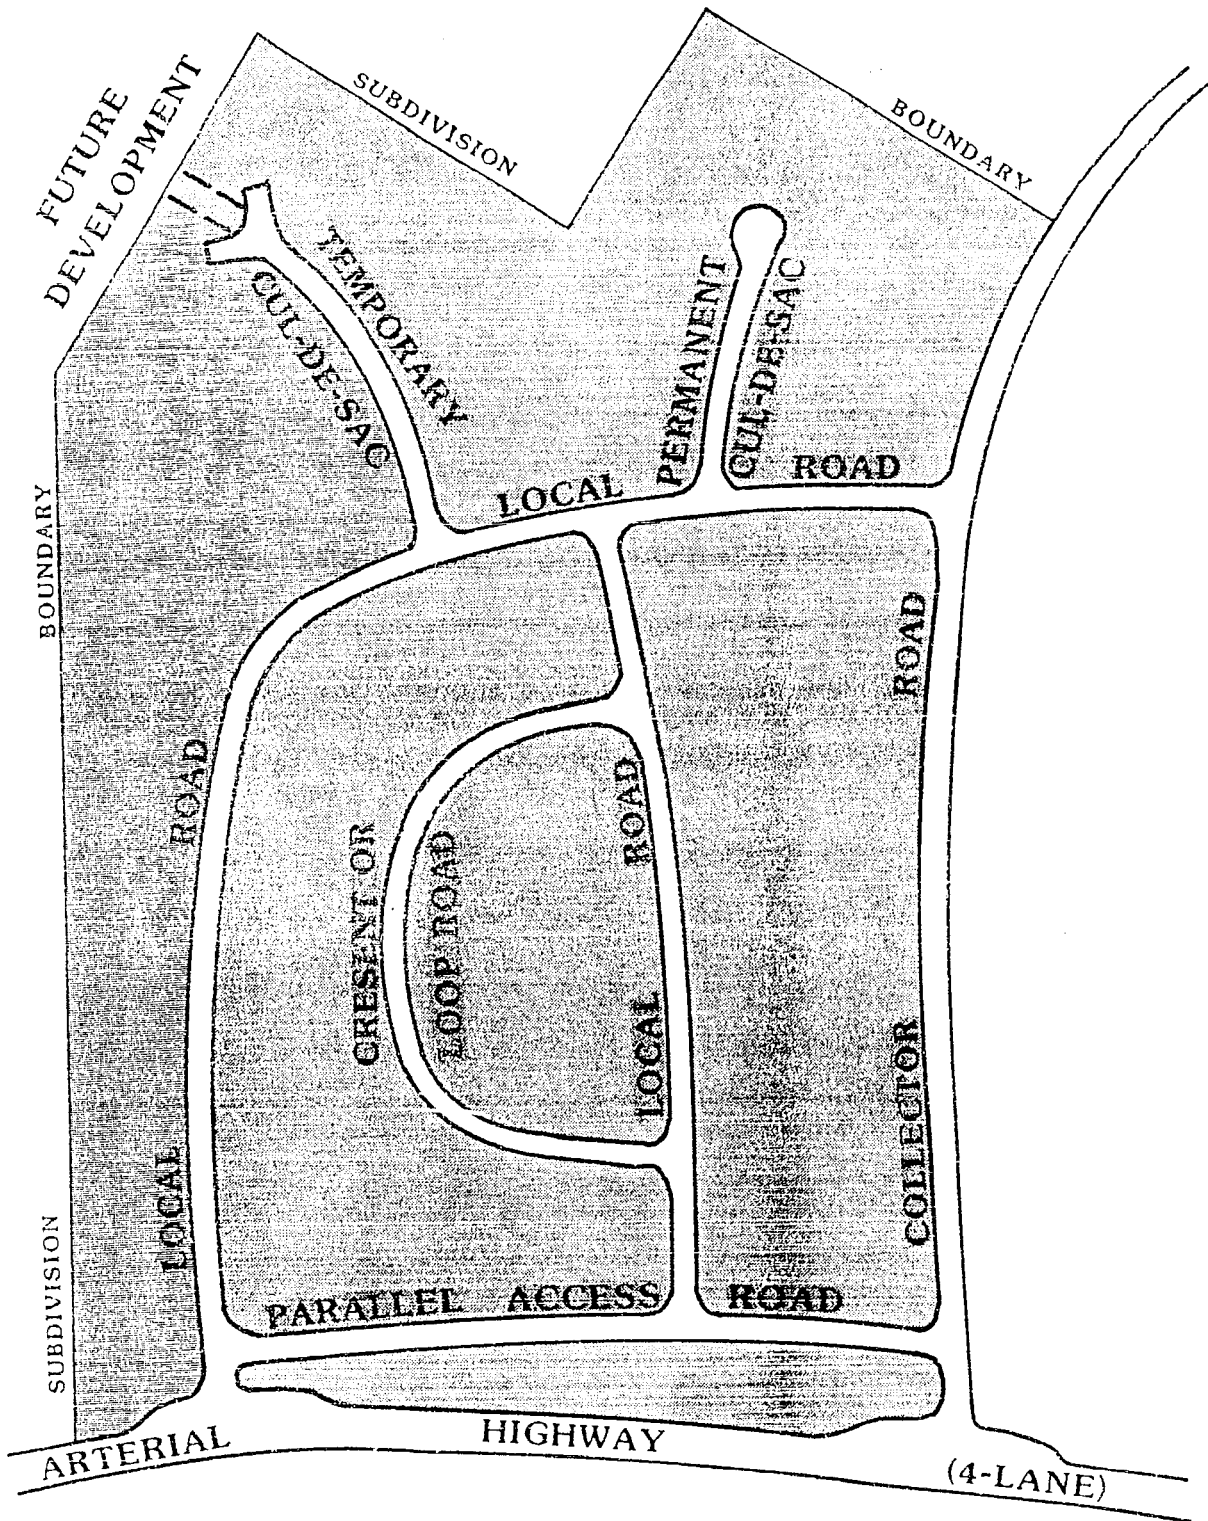 FUTURE
DEVELOPMENT
SUBDIVISION
BOUNDARY
TEMPORARY
CUL-DE-SAC
PERMANENT
CUL-DE-SAC
LOCAL ROAD
BOUNDARY
SUBDIVISION
LOCAL ROAD
CRESENT OR
LOOP ROAD
LOCAL ROAD
COLLECTOR ROAD
PARALLEL ACCESS ROAD
ARTERIAL HIGHWAY (4-LANE)